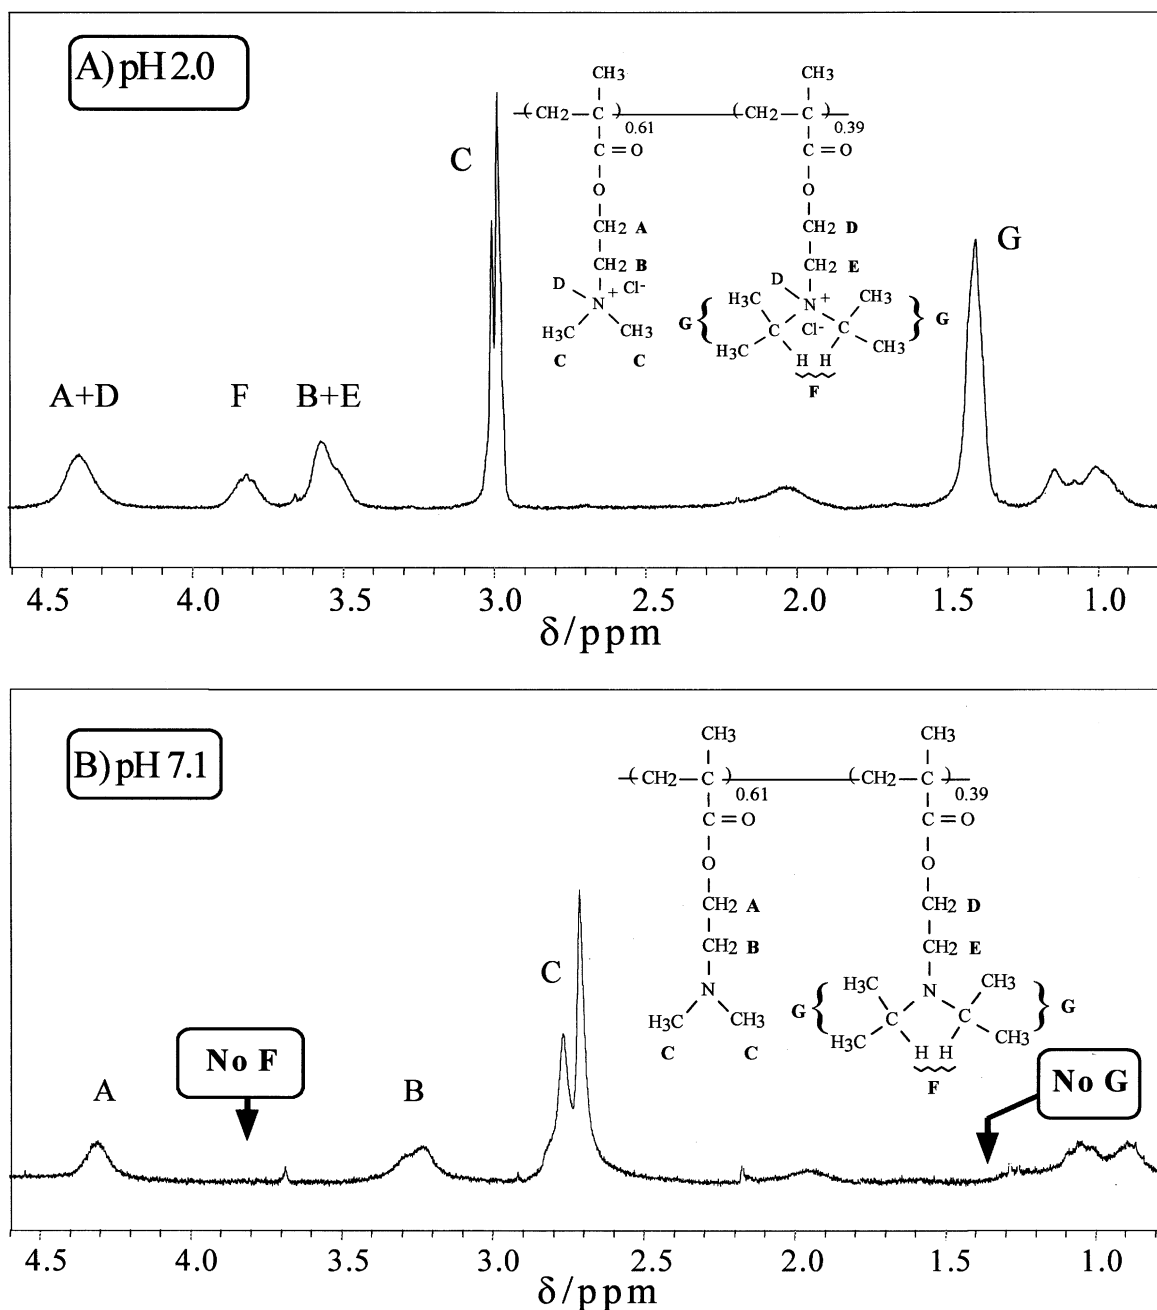 A) pH 2.0
CH3
CH3
( CH2 C ) 0.61 ( CH2 C ) 0.39
C = O
C = O
O
O
CH2 A
CH2 D
CH2 B
CH2 E
D N + Cl-
D N +
H3C CH3
C C
G { H3C C Cl- C CH3 } G
H3C H H CH3
F
C
G
A+D
F
B+E
4.5 4.0 3.5 3.0 2.5 2.0 1.5 1.0
δ/ppm
B) pH 7.1
CH3
CH3
( CH2 C ) 0.61 ( CH2 C ) 0.39
C = O
C = O
O
O
CH2 A
CH2 D
CH2 B
CH2 E
N
N
H3C CH3
C C
G { H3C C C CH3 } G
H3C H H CH3
F
C
No F
No G
A
B
4.5 4.0 3.5 3.0 2.5 2.0 1.5 1.0
δ/ppm